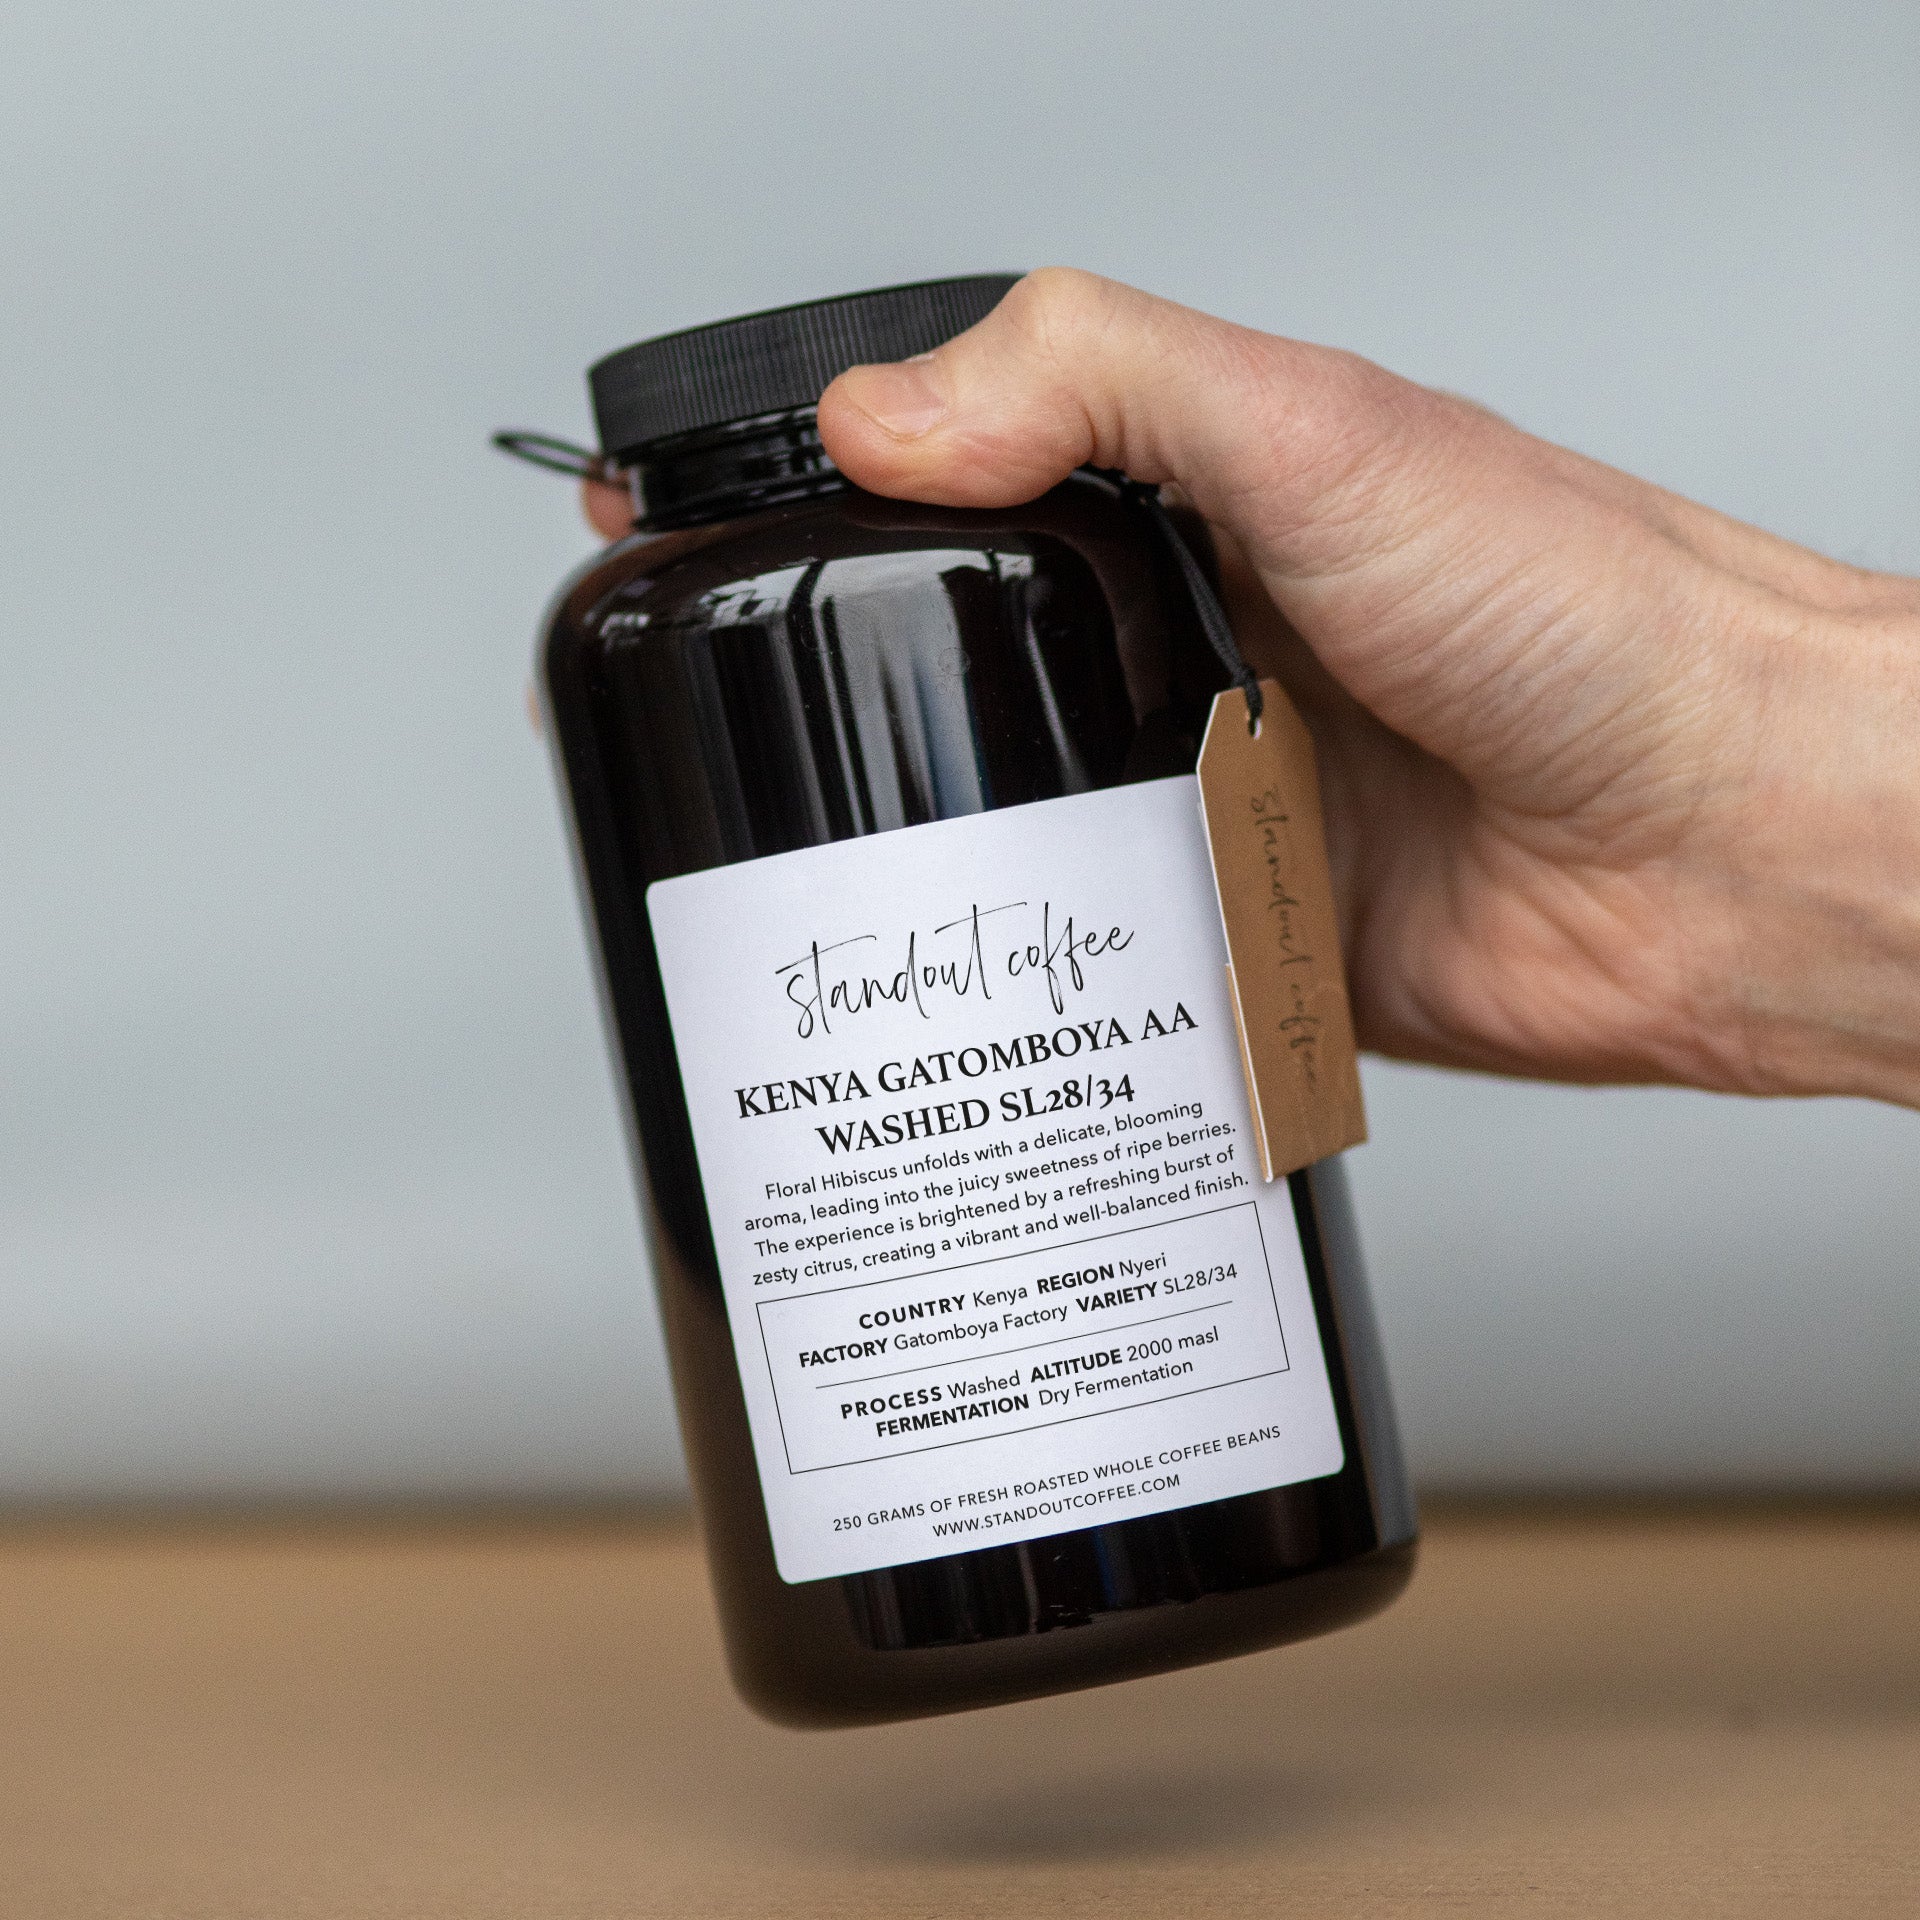 standout coffee
KENYA GATOMBOYA AA
WASHED SL28/34
Floral Hibiscus unfolds with a delicate, blooming
aroma, leading into the juicy sweetness of ripe berries.
The experience is brightened by a refreshing burst of
zesty citrus, creating a vibrant and well-balanced finish.
COUNTRY Kenya REGION Nyeri
FACTORY Gatomboya Factory VARIETY SL28/34
PROCESS Washed ALTITUDE 2000 masl
FERMENTATION Dry Fermentation
250 GRAMS OF FRESH ROASTED WHOLE COFFEE BEANS
WWW.STANDOUTCOFFEE.COM
standout coffee